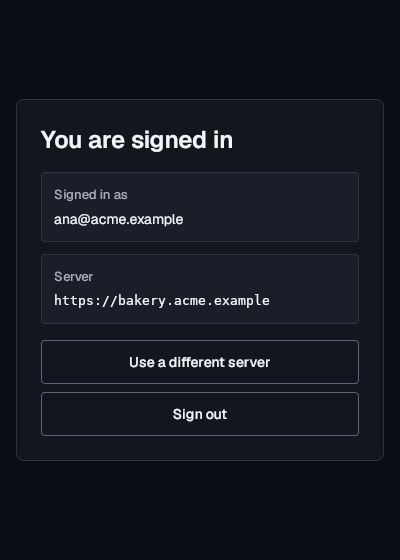 You are signed in
Signed in as
ana@acme.example
Server
https://bakery.acme.example
Use a different server
Sign out